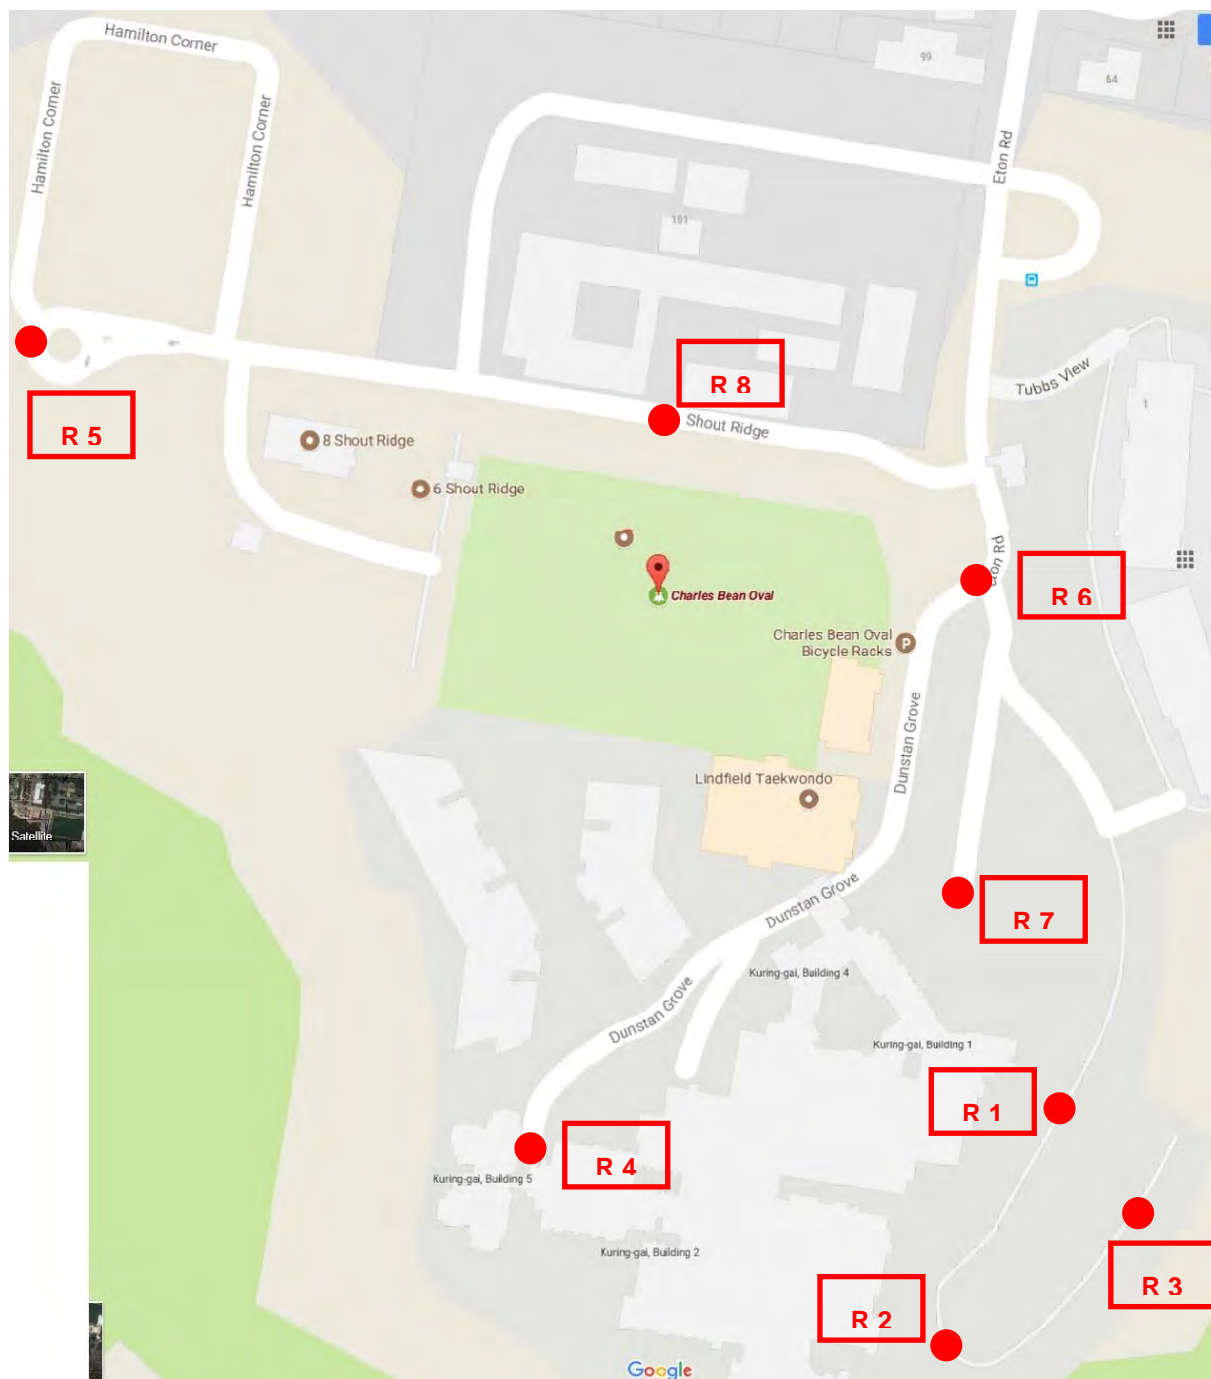 Hamilton Corner
99
64
Hamilton Corner
Hamilton Corner
Eton Rd
101
R 8
Tubbs View
1
Shout Ridge
R 5
8 Shout Ridge
6 Shout Ridge
Eton Rd
R 6
Charles Bean Oval
Charles Bean Oval
Bicycle Racks
P
Dunstan Grove
Lindfield Taekwondo
Satellite
Dunstan Grove
R 7
Kuring-gai, Building 4
Dunstan Grove
Kuring-gai, Building 1
R 1
R 4
Kuring-gai, Building 5
Kuring-gai, Building 2
R 3
R 2
Google